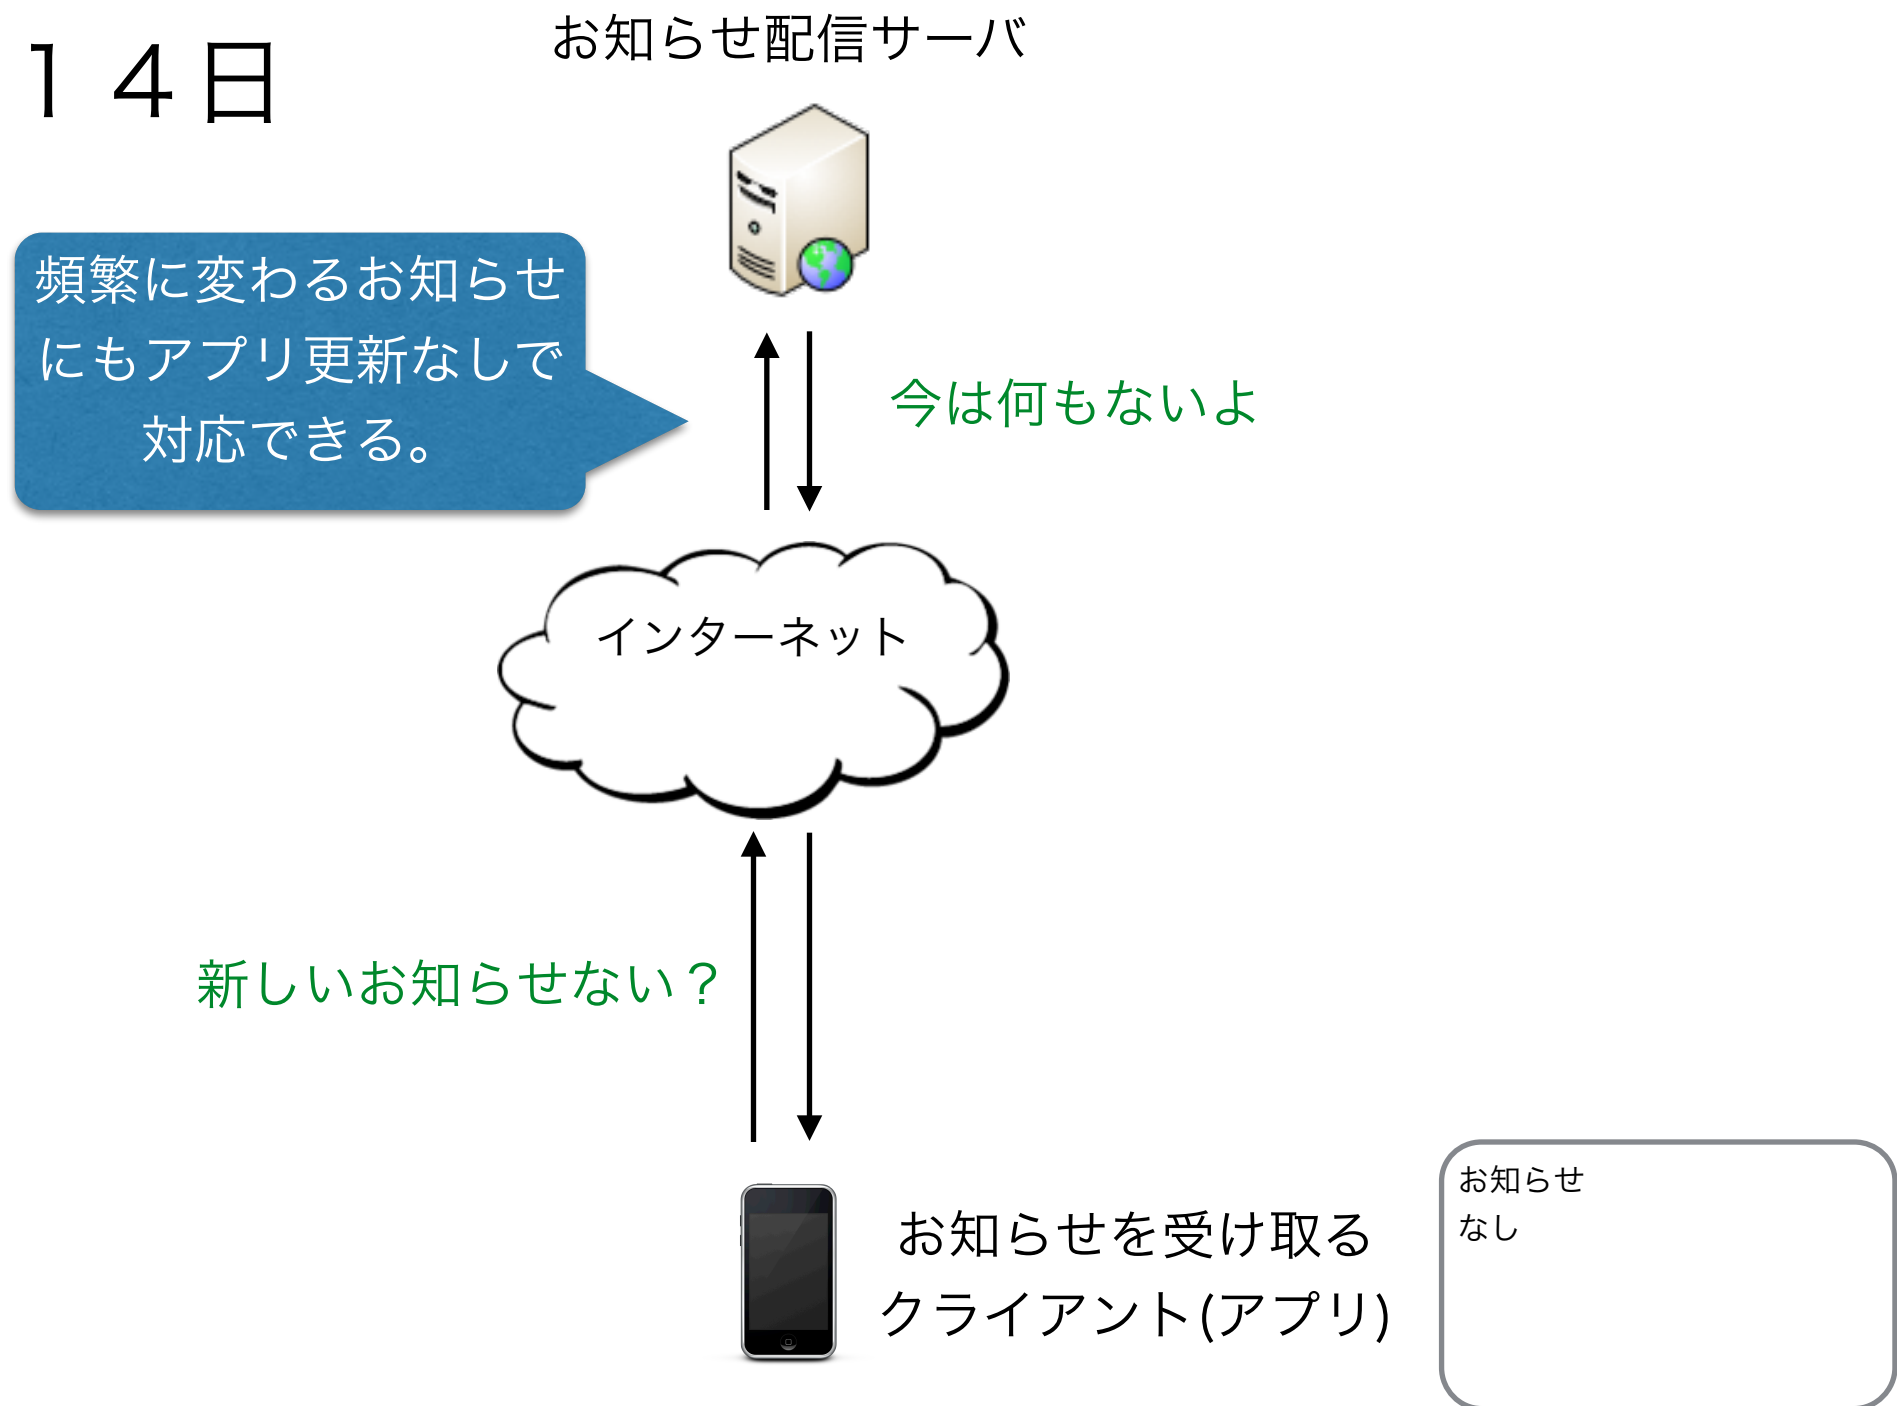 １４日
お知らせ配信サーバ
頻繁に変わるお知らせ
にもアプリ更新なしで
対応できる。
今は何もないよ
インターネット
新しいお知らせない？
お知らせを受け取る
クライアント(アプリ)
お知らせ
なし